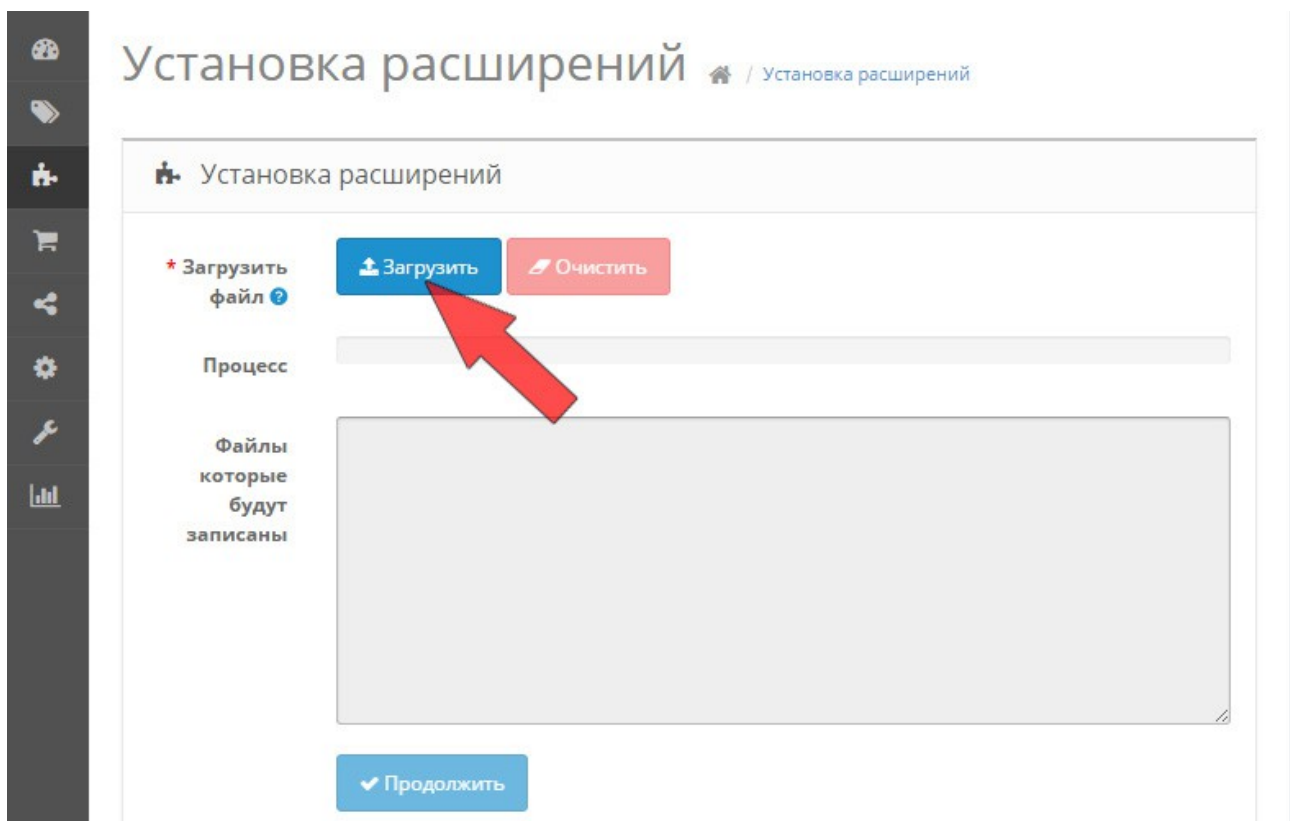 Установка расширений / Установка расширений
Установка расширений
* Загрузить файл ?
Загрузить Очистить
Процесс
Файлы
которые
будут
записаны
Продолжить